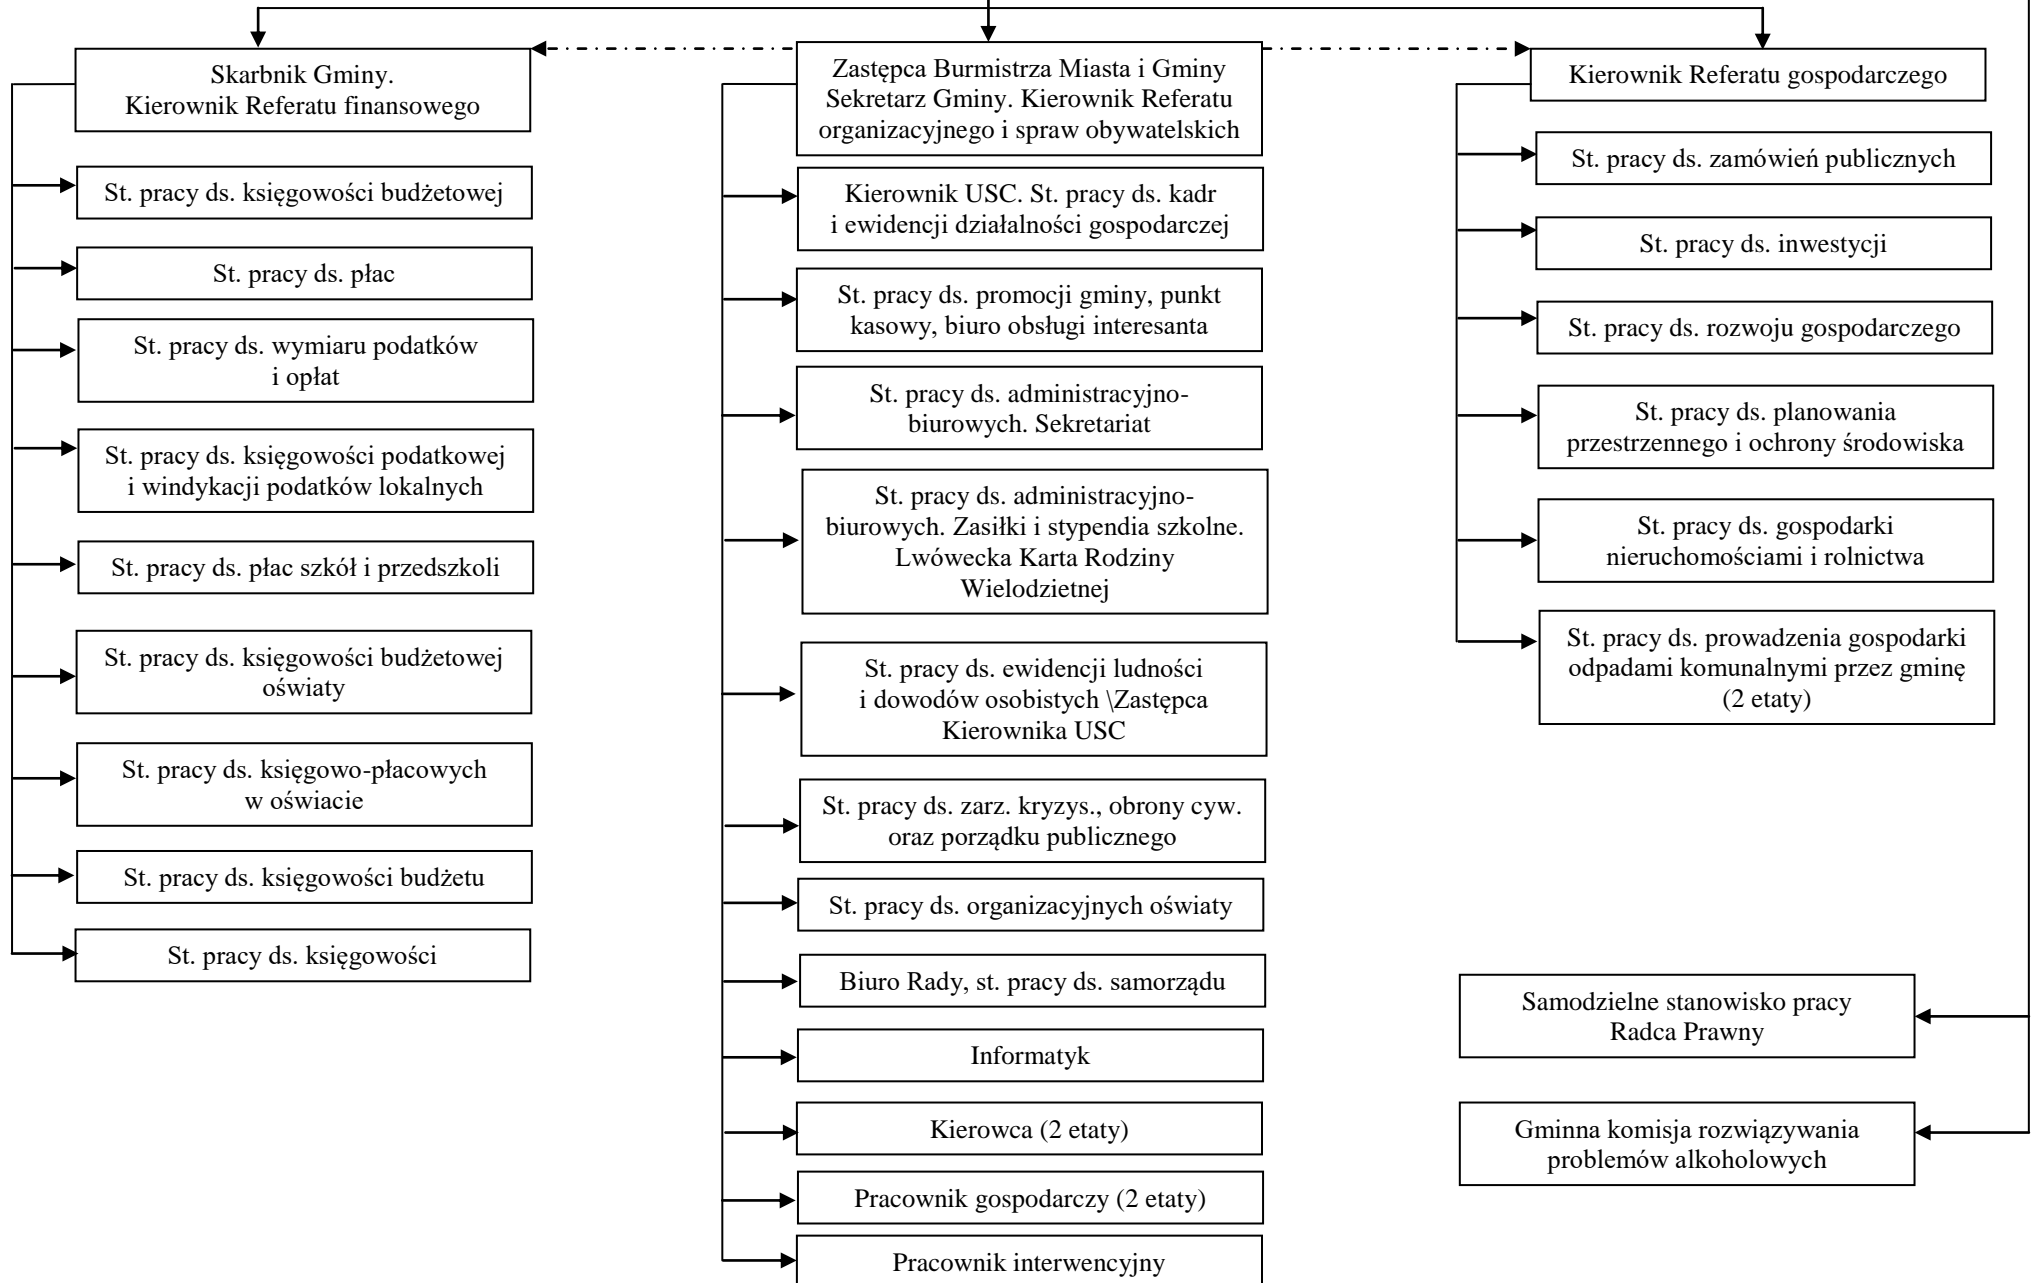 Skarbnik Gminy.
Kierownik Referatu finansowego
St. pracy ds. księgowości budżetowej
St. pracy ds. płac
St. pracy ds. wymiaru podatków
i opłat
St. pracy ds. księgowości podatkowej
i windykacji podatków lokalnych
St. pracy ds. płac szkół i przedszkoli
St. pracy ds. księgowości budżetowej
oświaty
St. pracy ds. księgowo-płacowych
w oświacie
St. pracy ds. księgowości budżetu
St. pracy ds. księgowości
Zastępca Burmistrza Miasta i Gminy
Sekretarz Gminy. Kierownik Referatu
organizacyjnego i spraw obywatelskich
Kierownik USC. St. pracy ds. kadr
i ewidencji działalności gospodarczej
St. pracy ds. promocji gminy, punkt
kasowy, biuro obsługi interesanta
St. pracy ds. administracyjno-
biurowych. Sekretariat
St. pracy ds. administracyjno-
biurowych. Zasiłki i stypendia szkolne.
Lwówecka Karta Rodziny
Wielodzietnej
St. pracy ds. ewidencji ludności
i dowodów osobistych \Zastępca
Kierownika USC
St. pracy ds. zarz. kryzys., obrony cyw.
oraz porządku publicznego
St. pracy ds. organizacyjnych oświaty
Biuro Rady, st. pracy ds. samorządu
Informatyk
Kierowca (2 etaty)
Pracownik gospodarczy (2 etaty)
Pracownik interwencyjny
Kierownik Referatu gospodarczego
St. pracy ds. zamówień publicznych
St. pracy ds. inwestycji
St. pracy ds. rozwoju gospodarczego
St. pracy ds. planowania
przestrzennego i ochrony środowiska
St. pracy ds. gospodarki
nieruchomościami i rolnictwa
St. pracy ds. prowadzenia gospodarki
odpadami komunalnymi przez gminę
(2 etaty)
Samodzielne stanowisko pracy
Radca Prawny
Gminna komisja rozwiązywania
problemów alkoholowych